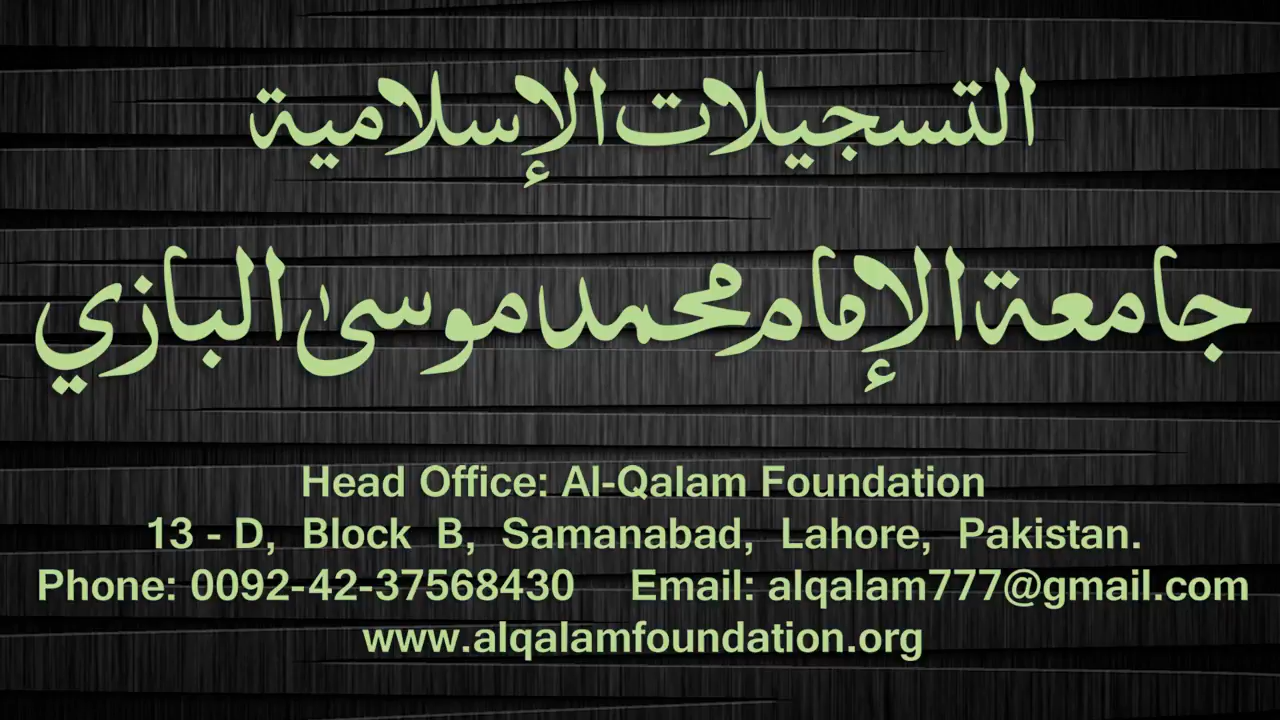 التسجيلات الإسلامية
جامعة الإمام محمد موسىٰ البازي
Head Office: Al-Qalam Foundation
13 - D, Block B, Samanabad, Lahore, Pakistan.
Phone: 0092-42-37568430 Email: alqalam777@gmail.com
www.alqalamfoundation.org